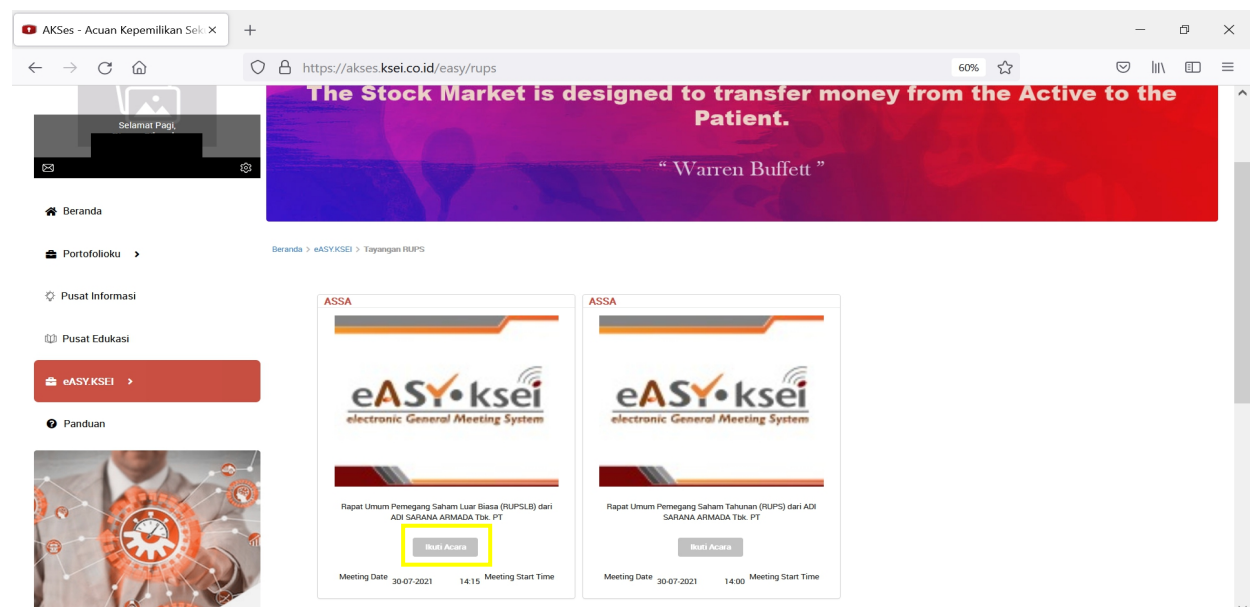 AKSes - Acuan Kepemilikan Sek
https://akses.ksei.co.id/easy/rups
60%
The Stock Market is designed to transfer money from the Active to the
Patient.
“ Warren Buffett ”
Selamat Pagi,
Beranda
Portofolioku
Pusat Informasi
Pusat Edukasi
eASY.KSEI
Panduan
Beranda > eASY.KSEI > Tayangan RUPS
ASSA
eASY•ksei
electronic General Meeting System
Rapat Umum Pemegang Saham Luar Biasa (RUPSLB) dari
ADI SARANA ARMADA Tbk. PT
Ikuti Acara
Meeting Date 30-07-2021 14:15 Meeting Start Time
ASSA
eASY•ksei
electronic General Meeting System
Rapat Umum Pemegang Saham Tahunan (RUPS) dari ADI
SARANA ARMADA Tbk. PT
Ikuti Acara
Meeting Date 30-07-2021 14:00 Meeting Start Time